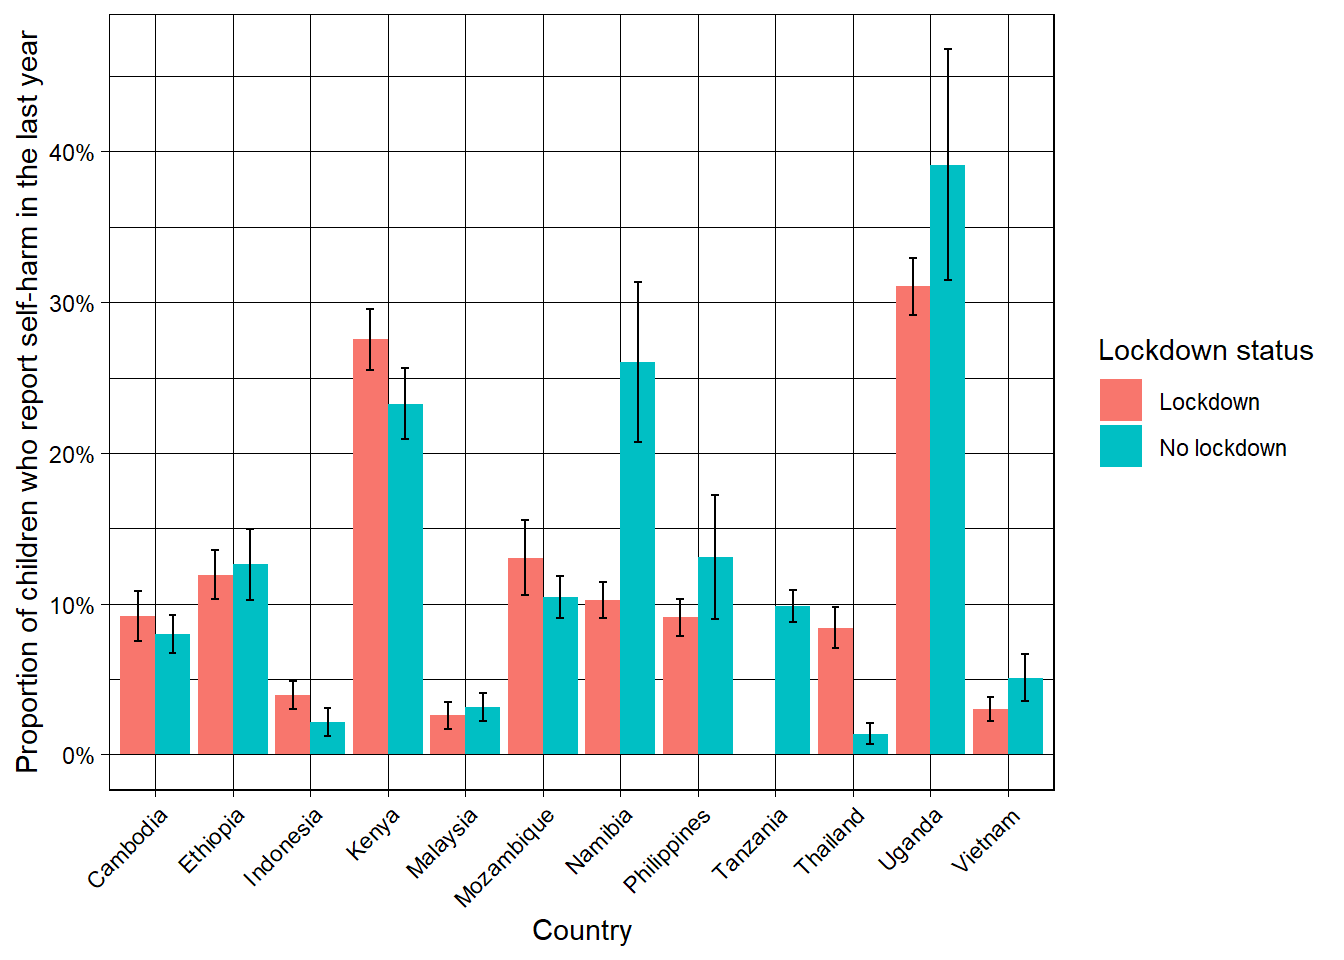 Proportion of children who report self-harm in the last year
40%
30%
20%
10%
0%
Cambodia
Ethiopia
Indonesia
Kenya
Malaysia
Mozambique
Namibia
Philippines
Tanzania
Thailand
Uganda
Vietnam
Country
Lockdown status
Lockdown
No lockdown